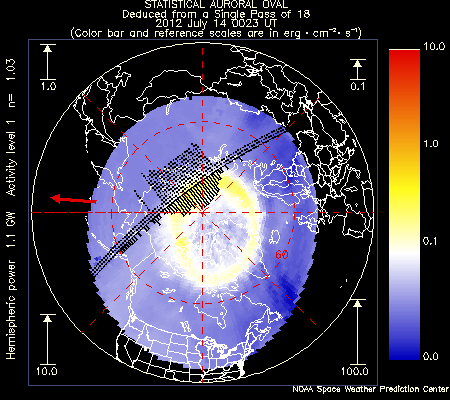 STATISTICAL AURORAL OVAL
Deduced from a Single Pass of 18
2012 July 14 0023 UT
(Color bar and reference scales are in erg · cm⁻² · s⁻¹)
1.0
0.1
10.0
100.0
60
Hemispheric power 1.1 GW Activity level 1 n= 1.03
10.0
1.0
0.1
0.0
NOAA Space Weather Prediction Center